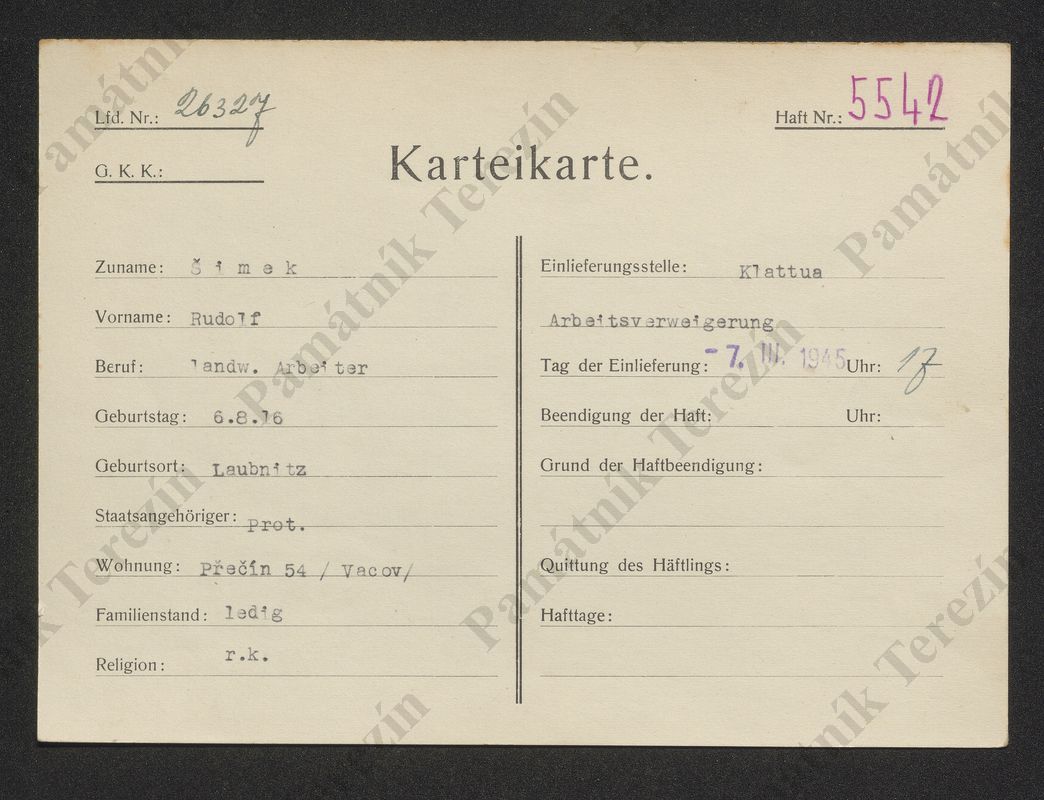 Lfd. Nr.: 26327
Haft Nr.: 5542
G. K. K.:
Karteikarte.
Zuname: Šimek
Vorname: Rudolf
Beruf: landw. Arbeiter
Geburtstag: 6.8.16
Geburtsort: Laubnitz
Staatsangehöriger: Prot.
Wohnung: Přečín 54 / Vacov/
Familienstand: ledig
Religion: r.k.
Einlieferungsstelle: Klattua
Arbeitsverweigerung
Tag der Einlieferung: - 7. III. 1945 Uhr: 17
Beendigung der Haft: Uhr:
Grund der Haftbeendigung:
Quittung des Häftlings:
Hafttage:
Památník Terezín